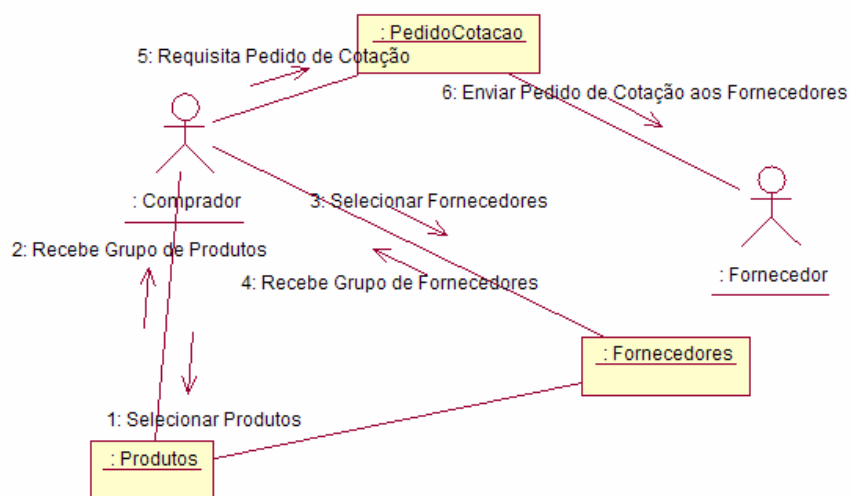 : PedidoCotacao
5: Requisita Pedido de Cotação
6: Enviar Pedido de Cotação aos Fornecedores
: Comprador
3: Selecionar Fornecedores
2: Recebe Grupo de Produtos
4: Recebe Grupo de Fornecedores
: Fornecedor
: Fornecedores
1: Selecionar Produtos
: Produtos